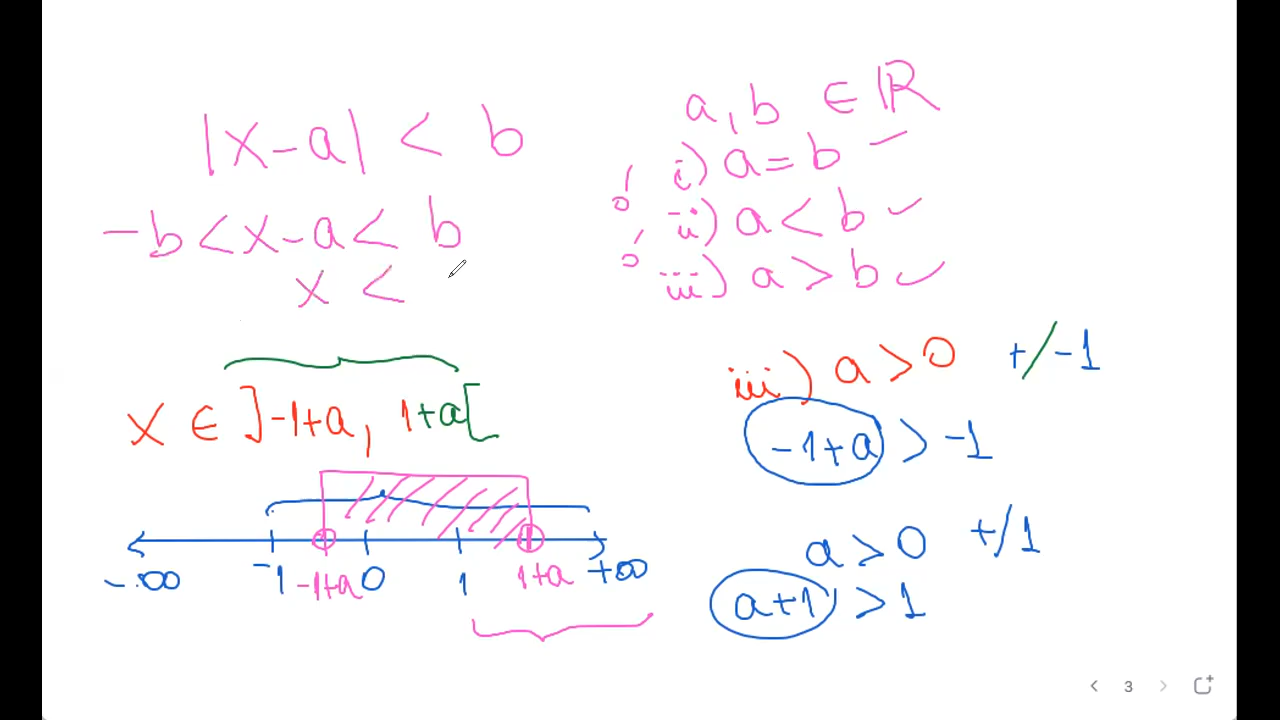 |x-a| < b
-b < x-a < b
x <
a, b ∈ ℝ
i) a = b
ii) a < b ✓
iii) a > b ✓
x ∈ ]-1+a, 1+a[
-∞ -1 -1+a 0 1 1+a +∞
iii) a > 0 +/-1
-1+a > -1
a > 0 +/1
a+1 > 1
3